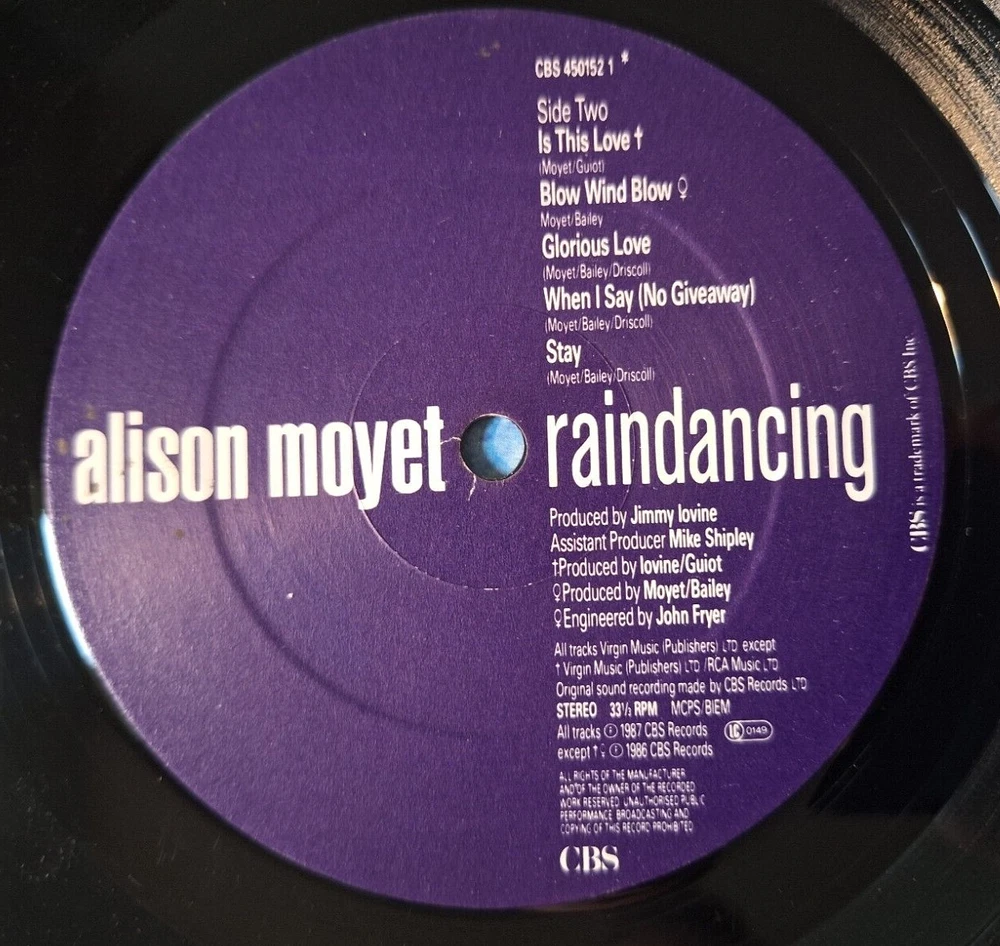 CBS 450152 1 *
Side Two
Is This Love †
(Moyet/Guiot)
Blow Wind Blow ♀
Moyet/Bailey
Glorious Love
(Moyet/Bailey/Driscoll)
When I Say (No Giveaway)
(Moyet/Bailey/Driscoll)
Stay
(Moyet/Bailey/Driscoll)
alison moyet raindancing
Produced by Jimmy Iovine
Assistant Producer Mike Shipley
†Produced by Iovine/Guiot
♀Produced by Moyet/Bailey
♀Engineered by John Fryer
All tracks Virgin Music (Publishers) LTD except
† Virgin Music (Publishers) LTD /RCA Music LTD
Original sound recording made by CBS Records LTD
STEREO 33⅓ RPM MCPS/BIEM
All tracks ℗ 1987 CBS Records LC 0149
except † ♀ ℗ 1986 CBS Records
ALL RIGHTS OF THE MANUFACTURER
AND OF THE OWNER OF THE RECORDED
WORK RESERVED UNAUTHORISED PUBLIC
PERFORMANCE BROADCASTING AND
COPYING OF THIS RECORD PROHIBITED
CBS
CBS is a trademark of CBS Inc